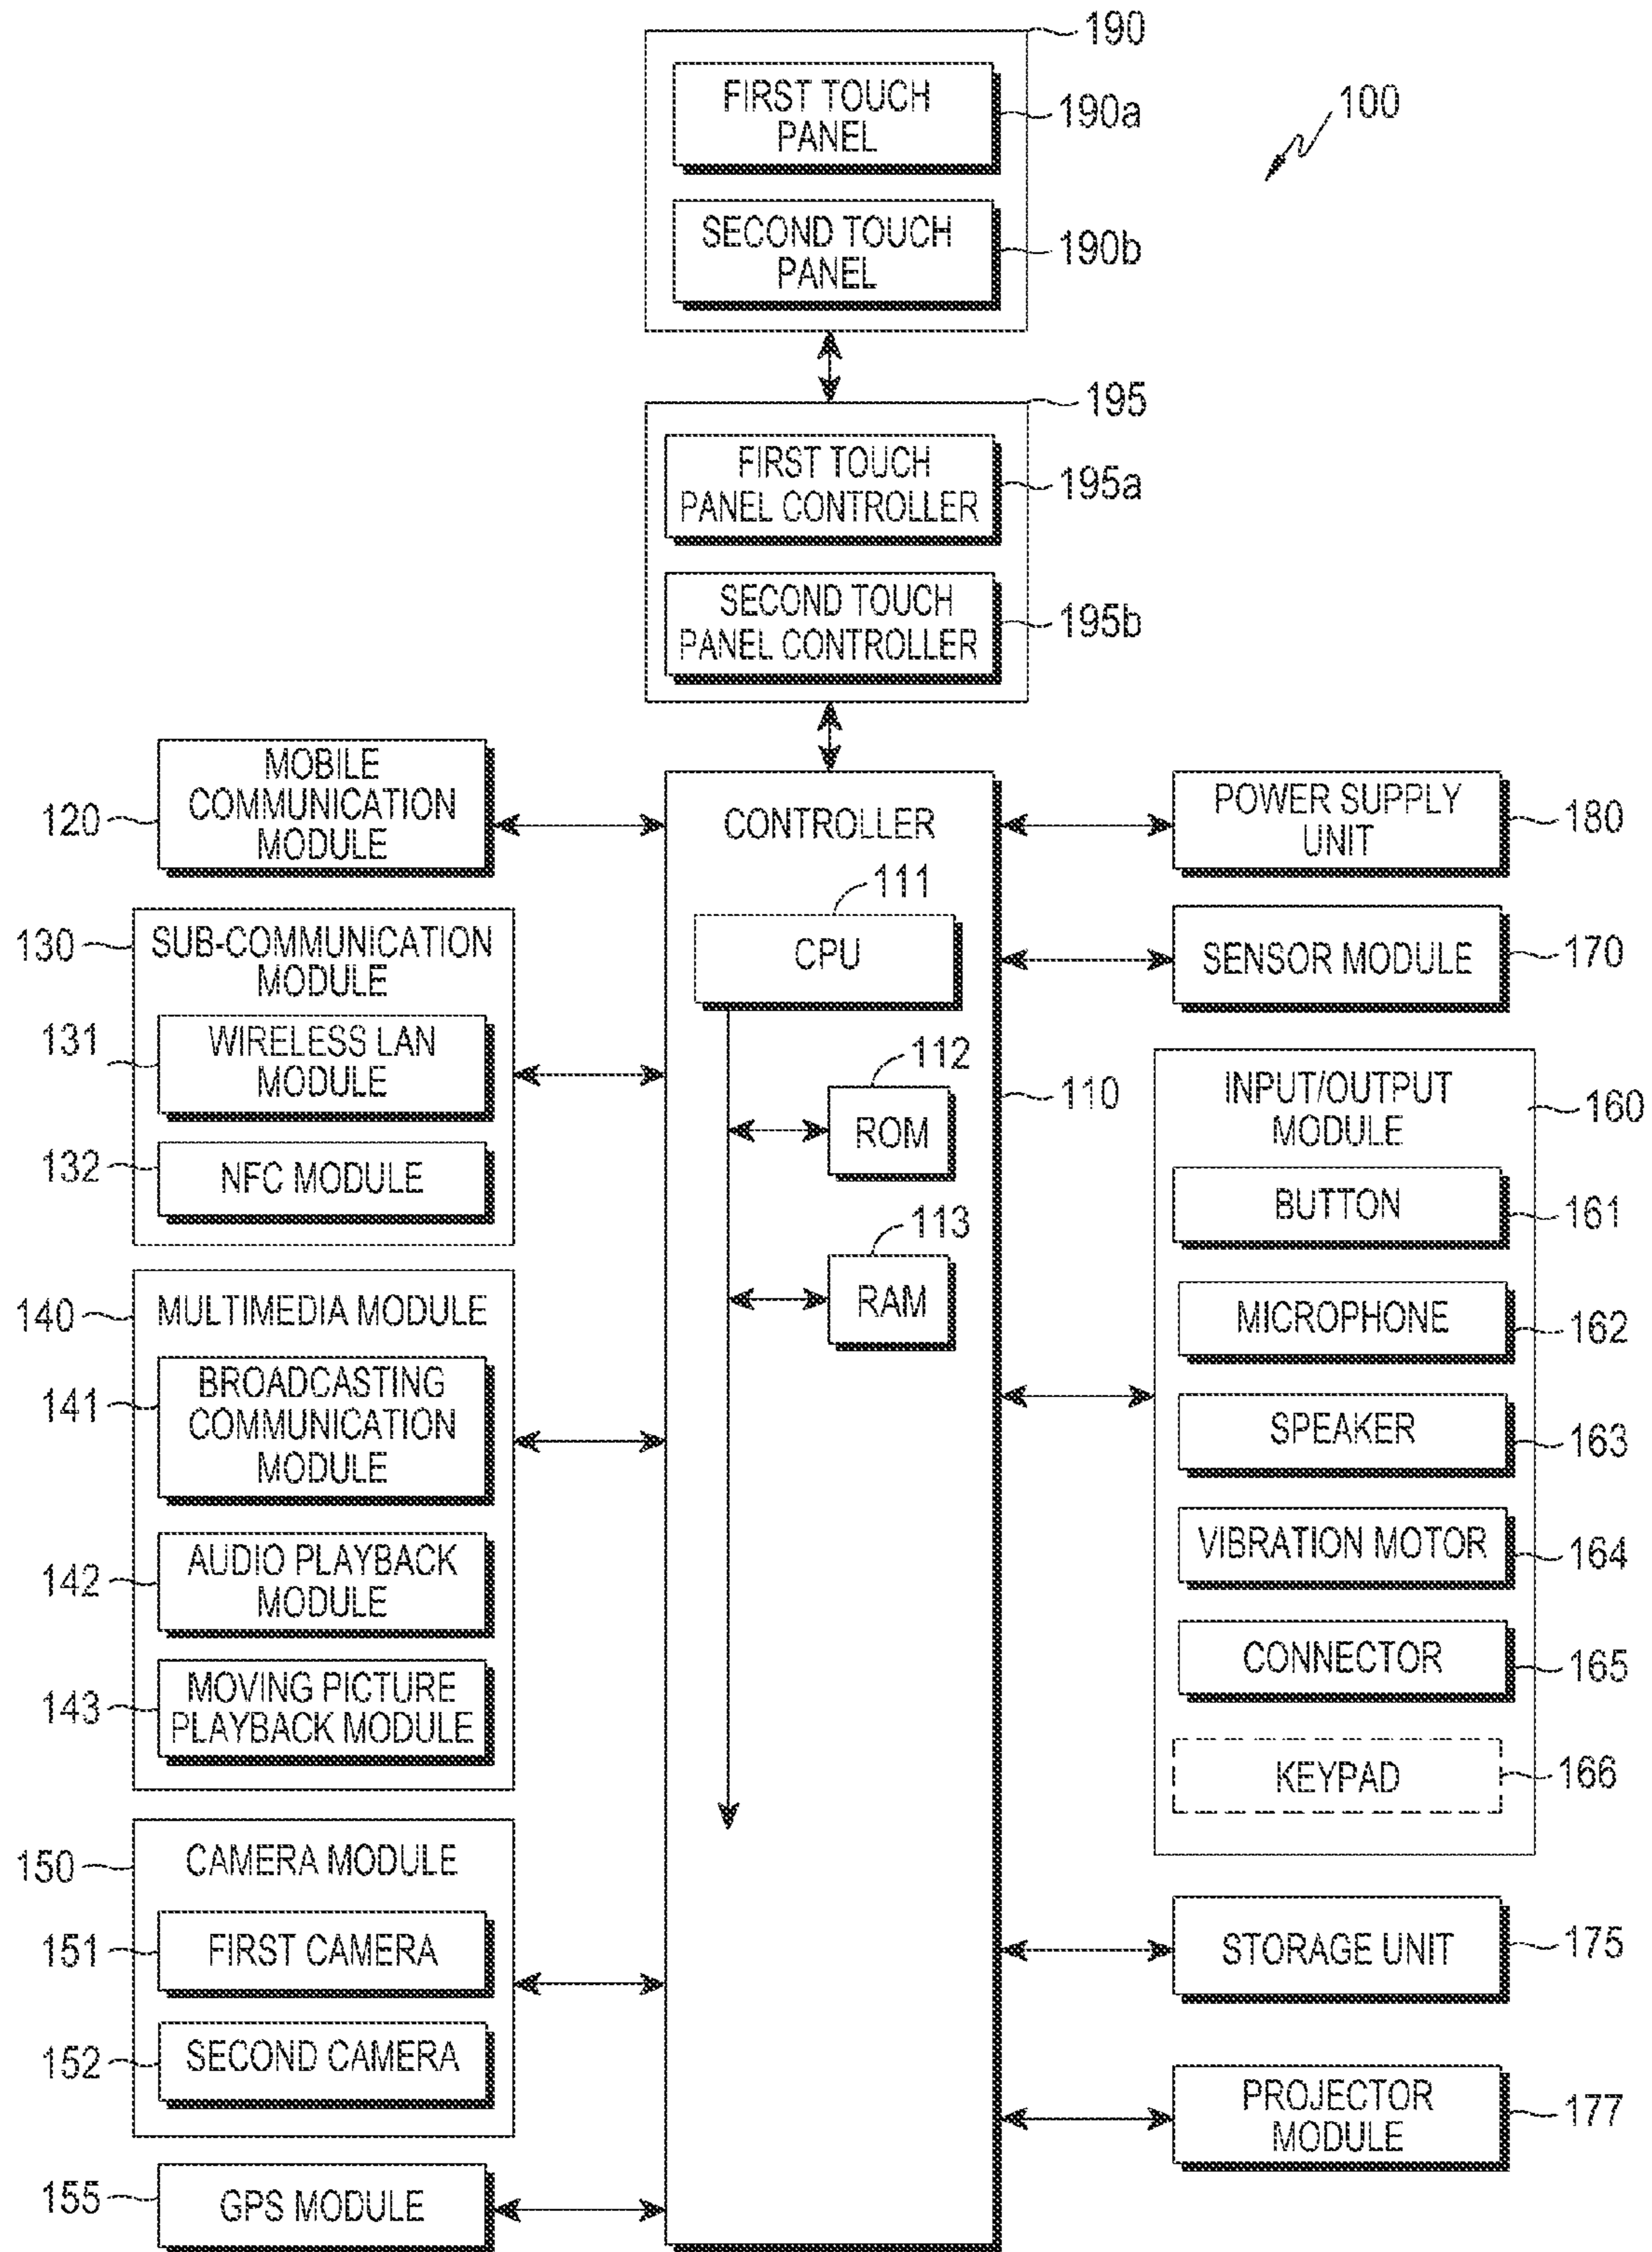 190
FIRST TOUCH
PANEL
190a
SECOND TOUCH
PANEL
190b
100
195
FIRST TOUCH
PANEL CONTROLLER
195a
SECOND TOUCH
PANEL CONTROLLER
195b
120
MOBILE
COMMUNICATION
MODULE
130
SUB-COMMUNICATION
MODULE
131
WIRELESS LAN
MODULE
132
NFC MODULE
140
MULTIMEDIA MODULE
141
BROADCASTING
COMMUNICATION
MODULE
142
AUDIO PLAYBACK
MODULE
143
MOVING PICTURE
PLAYBACK MODULE
150
CAMERA MODULE
151
FIRST CAMERA
152
SECOND CAMERA
155
GPS MODULE
CONTROLLER
111
CPU
112
ROM
113
RAM
110
POWER SUPPLY
UNIT
180
SENSOR MODULE
170
INPUT/OUTPUT
MODULE
160
BUTTON
161
MICROPHONE
162
SPEAKER
163
VIBRATION MOTOR
164
CONNECTOR
165
KEYPAD
166
STORAGE UNIT
175
PROJECTOR
MODULE
177